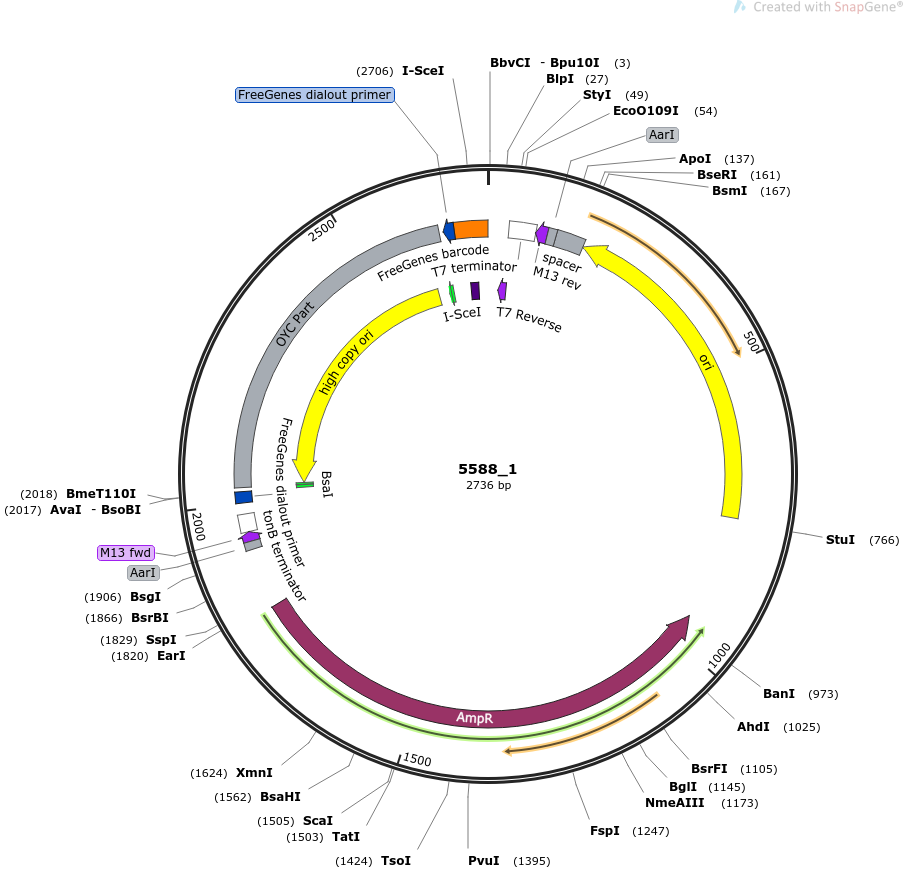 Created with SnapGene®
(2706) I-SceI
BbvCI - Bpu10I (3)
BlpI (27)
StyI (49)
EcoO109I (54)
FreeGenes dialout primer
AarI
ApoI (137)
BseRI (161)
BsmI (167)
2500
FreeGenes barcode
T7 terminator
spacer
M13 rev
I-SceI
T7 Reverse
OYC Part
high copy ori
ori
500
5588_1
2736 bp
BsaI
FreeGenes dialout primer
tonB terminator
(2018) BmeT110I
(2017) AvaI - BsoBI
2000
M13 fwd
AarI
(1906) BsgI
(1866) BsrBI
(1829) SspI
(1820) EarI
StuI (766)
1000
BanI (973)
AhdI (1025)
AmpR
1500
BsrFI (1105)
BglI (1145)
NmeAIII (1173)
FspI (1247)
(1624) XmnI
(1562) BsaHI
(1505) ScaI
(1503) TatI
(1424) TsoI
PvuI (1395)